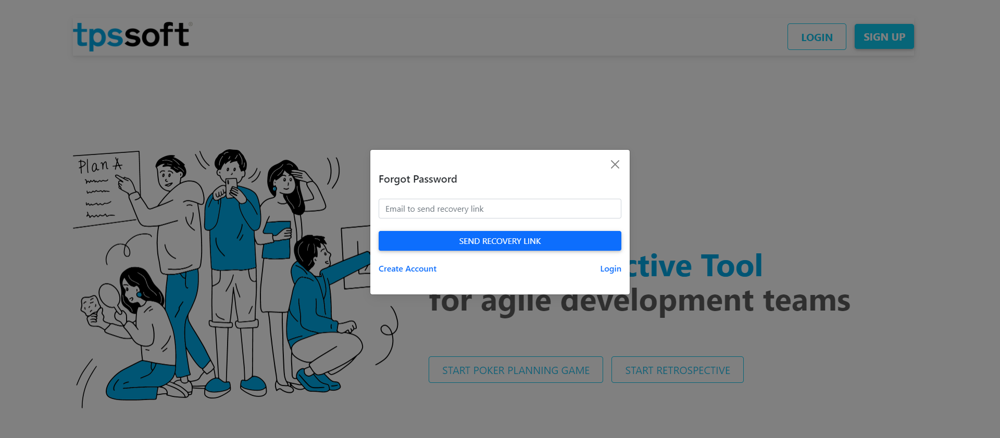 tpssoft®
LOGIN
SIGN UP
Plan A
Forgot Password
Email to send recovery link
SEND RECOVERY LINK
Create Account
Login
ctive Tool
for agile development teams
START POKER PLANNING GAME
START RETROSPECTIVE